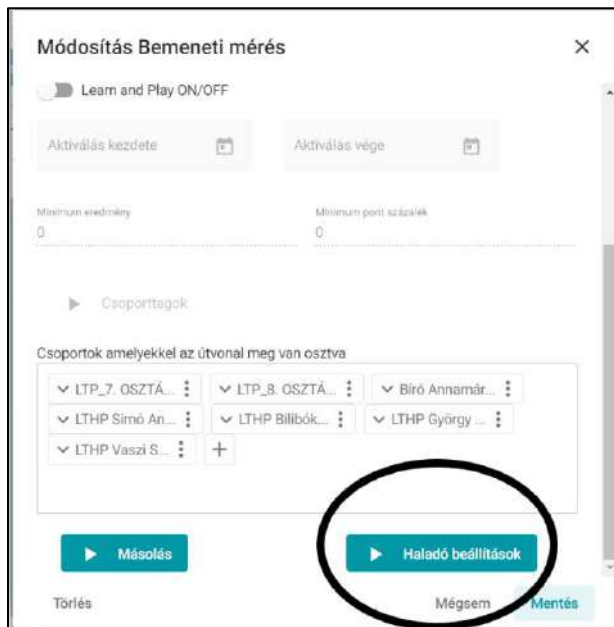 Módosítás Bemeneti mérés
Learn and Play ON/OFF
Aktiválás kezdete Aktiválás vége
Minimum eredmény Minimum pont százalék
0 0
Csoporttagok
Csoportok amelyekkel az útvonal meg van osztva
LTP_7. OSZTÁ... LTP_8. OSZTÁ... Bíró Annamár...
LTHP Simó An... LTHP Bilibók... LTHP György ...
LTHP Vaszi S... +
Másolás Haladó beállítások
Törlés Mégsem Mentés